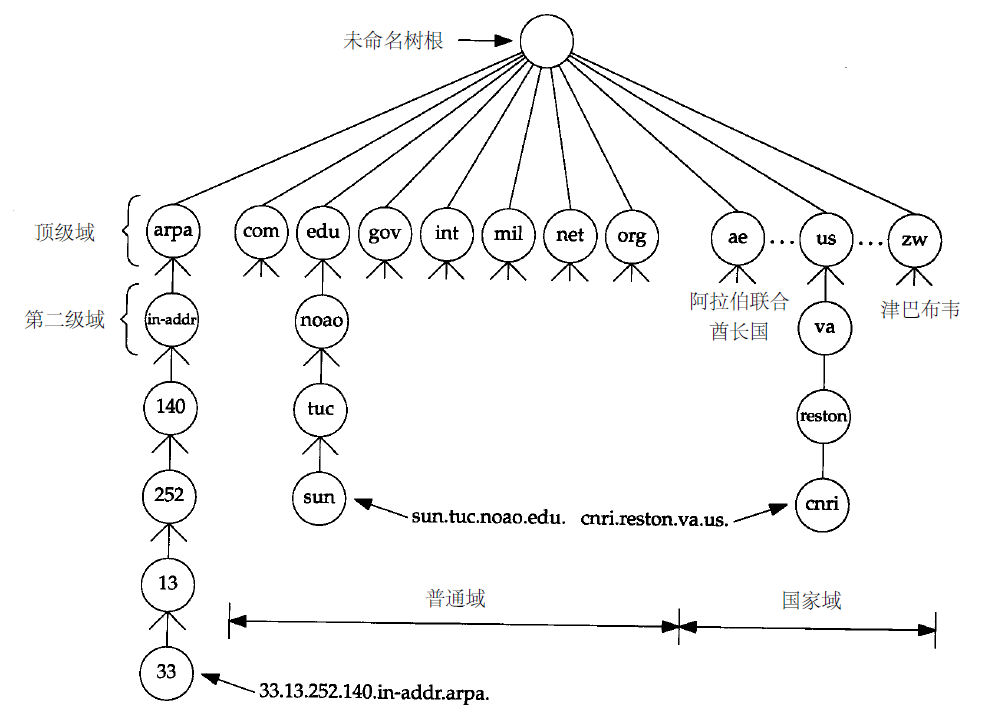 未命名树根
顶级域
arpa
com
edu
gov
int
mil
net
org
ae
...
us
...
zw
第二级域
in-addr
noao
阿拉伯联合
酋长国
va
津巴布韦
140
tuc
reston
252
sun
cnri
sun.tuc.noao.edu.
cnri.reston.va.us.
13
普通域
国家域
33
33.13.252.140.in-addr.arpa.